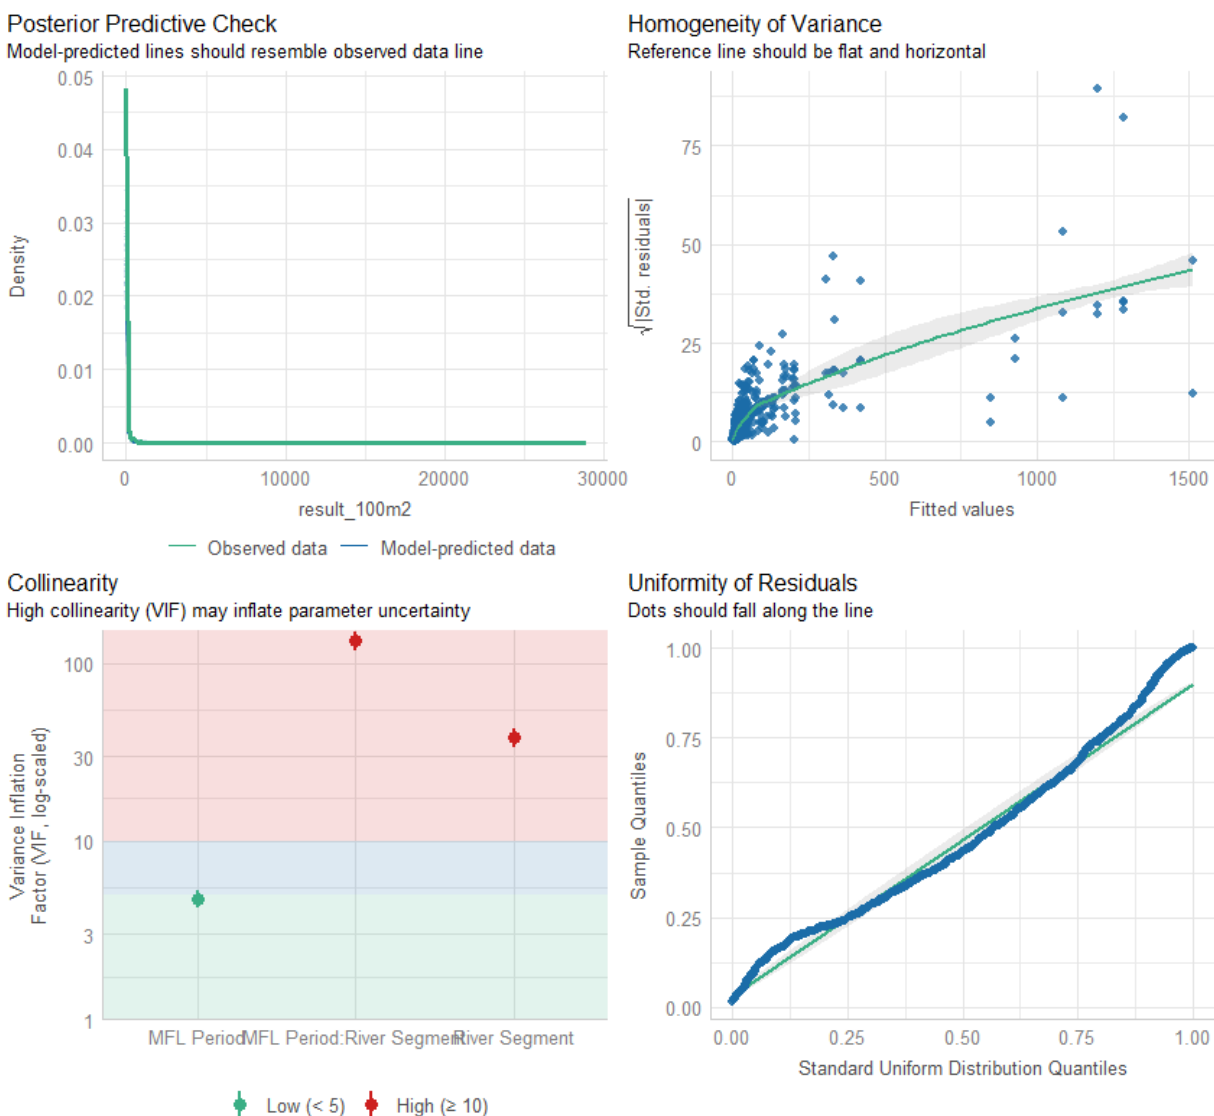 Posterior Predictive Check
Model-predicted lines should resemble observed data line
0.05
0.04
0.03
0.02
0.01
0.00
Density
0
10000
20000
30000
result_100m2
Observed data
Model-predicted data
Homogeneity of Variance
Reference line should be flat and horizontal
75
50
25
0
√|Std. residuals|
0
500
1000
1500
Fitted values
Collinearity
High collinearity (VIF) may inflate parameter uncertainty
100
30
10
3
1
Variance Inflation
Factor (VIF, log-scaled)
MFL Period
MFL Period:River Segment
River Segment
Low (< 5)
High (≥ 10)
Uniformity of Residuals
Dots should fall along the line
1.00
0.75
0.50
0.25
0.00
Sample Quantiles
0.00
0.25
0.50
0.75
1.00
Standard Uniform Distribution Quantiles